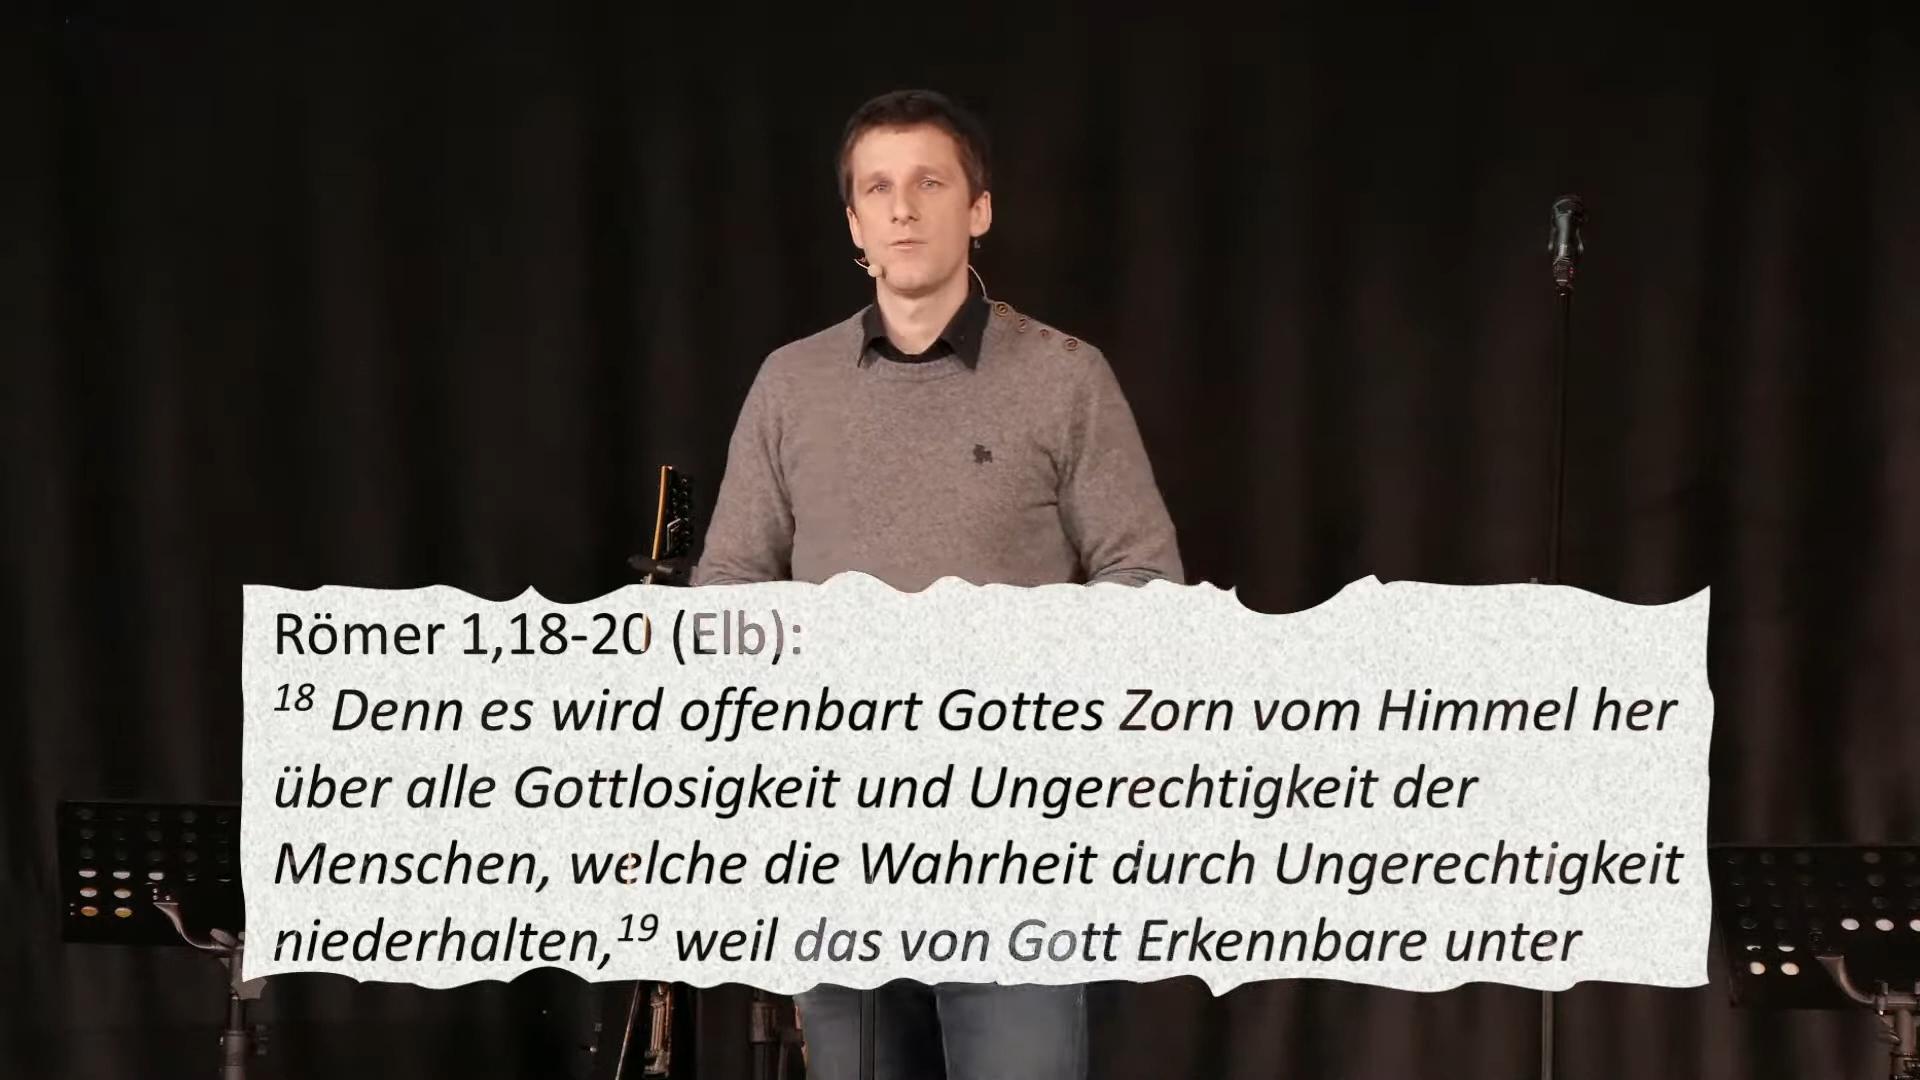 Römer 1,18-20 (Elb):
18 Denn es wird offenbart Gottes Zorn vom Himmel her
über alle Gottlosigkeit und Ungerechtigkeit der
Menschen, welche die Wahrheit durch Ungerechtigkeit
niederhalten,19 weil das von Gott Erkennbare unter